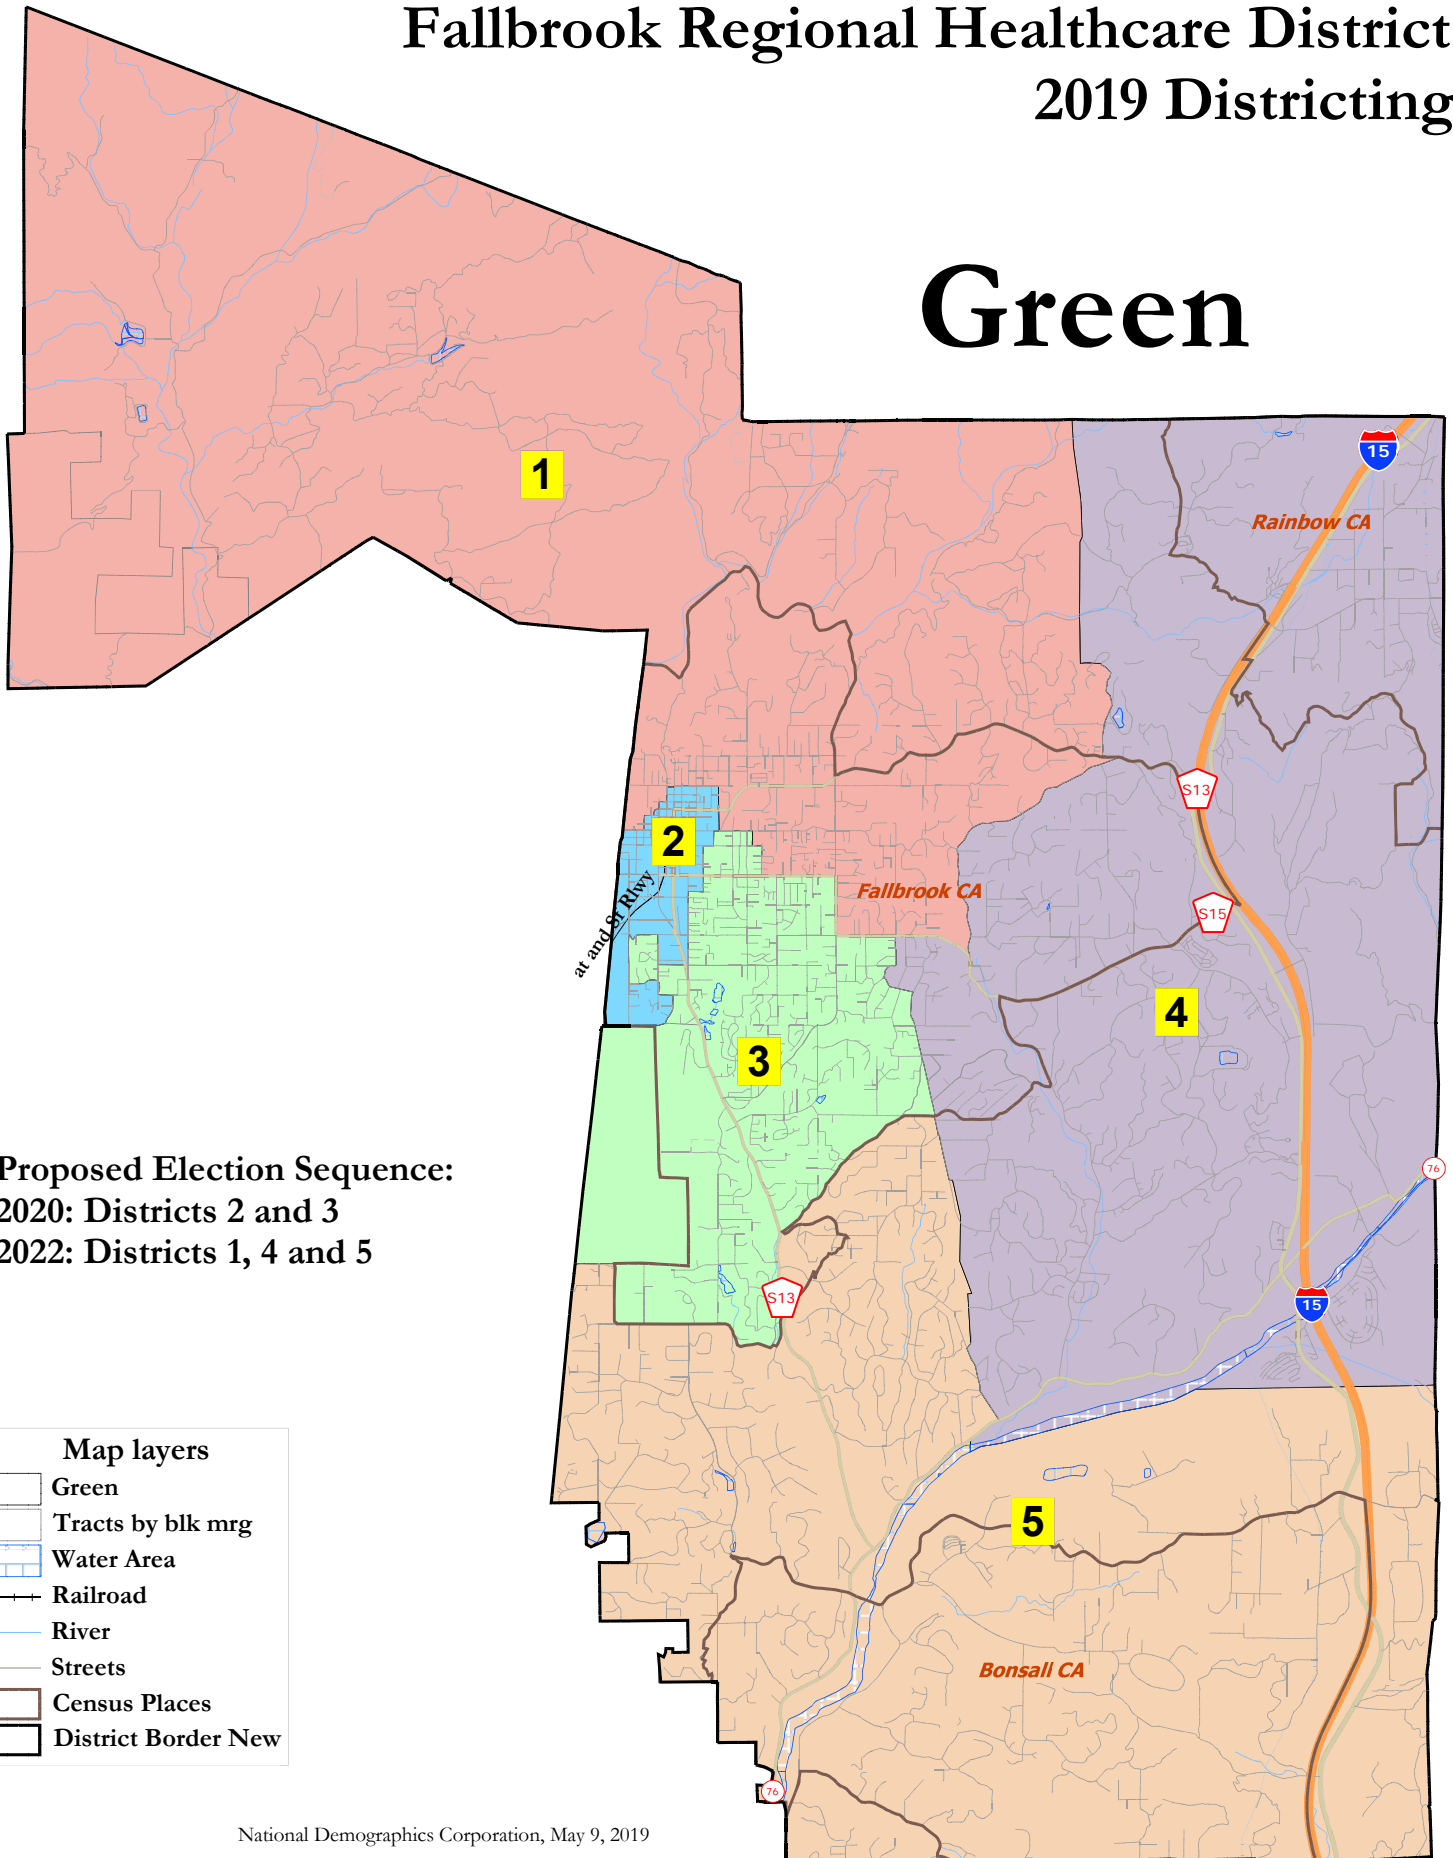 Fallbrook Regional Healthcare District
2019 Districting
Green
15
Rainbow CA
1
S13
2
Fallbrook CA
S15
at and Sf Rlwy
4
3
Proposed Election Sequence:
2020: Districts 2 and 3
2022: Districts 1, 4 and 5
76
S13
15
Map layers
Green
Tracts by blk mrg
Water Area
Railroad
River
Streets
Census Places
District Border New
5
Bonsall CA
76
National Demographics Corporation, May 9, 2019